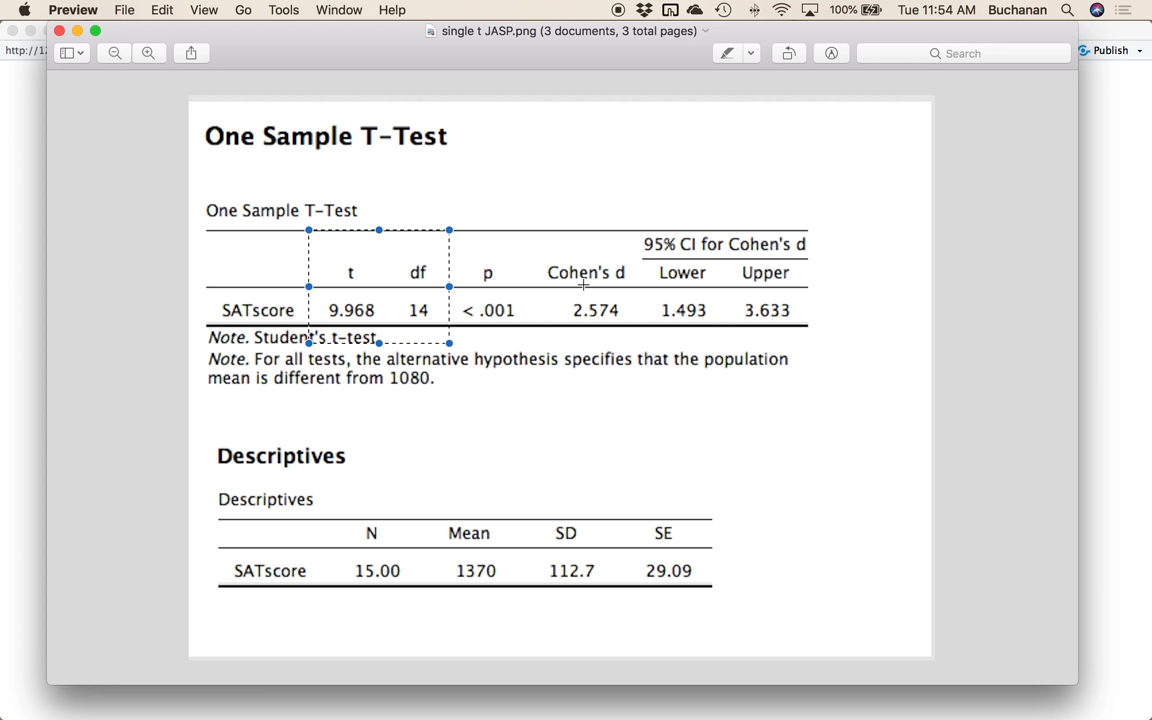 Preview File Edit View Go Tools Window Help 100% Tue 11:54 AM Buchanan
single t JASP.png (3 documents, 3 total pages)
http://12
Search
Publish
One Sample T-Test
One Sample T-Test
95% CI for Cohen's d
t df p Cohen's d Lower Upper
SATscore 9.968 14 < .001 2.574 1.493 3.633
Note. Student's t-test.
Note. For all tests, the alternative hypothesis specifies that the population
mean is different from 1080.
Descriptives
Descriptives
N Mean SD SE
SATscore 15.00 1370 112.7 29.09